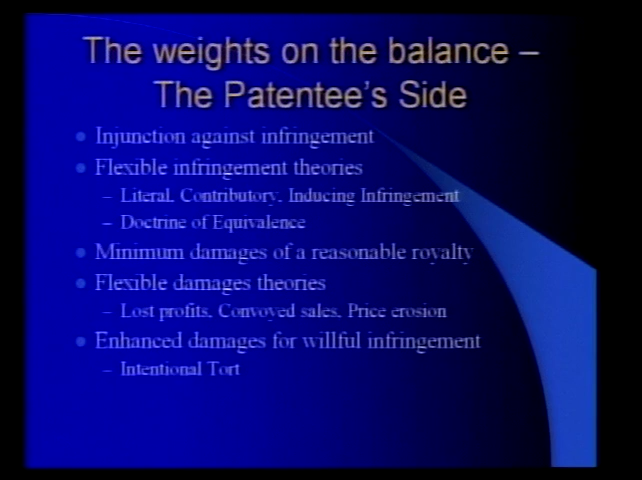 The weights on the balance –
The Patentee's Side
Injunction against infringement
Flexible infringement theories
– Literal, Contributory, Inducing Infringement
– Doctrine of Equivalence
Minimum damages of a reasonable royalty
Flexible damages theories
– Lost profits, Convoyed sales, Price erosion
Enhanced damages for willful infringement
– Intentional Tort